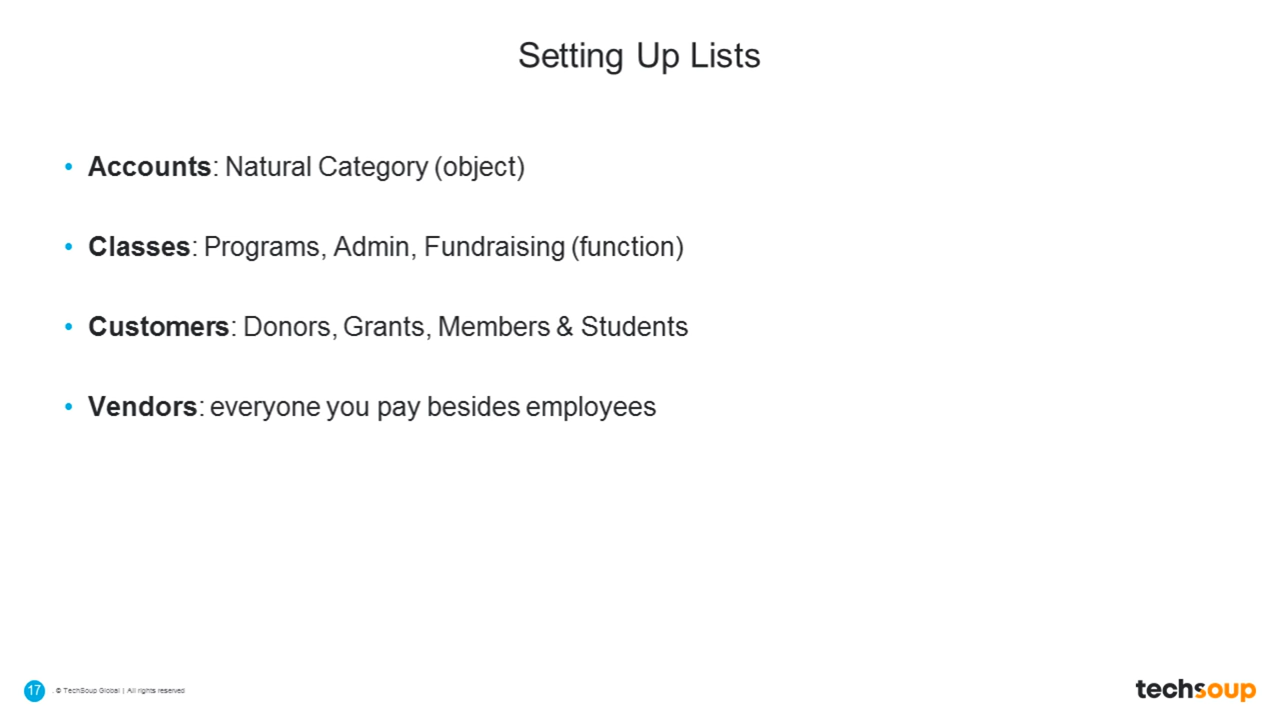 Setting Up Lists
• Accounts: Natural Category (object)
• Classes: Programs, Admin, Fundraising (function)
• Customers: Donors, Grants, Members & Students
• Vendors: everyone you pay besides employees
17 . © TechSoup Global | All rights reserved
techsoup